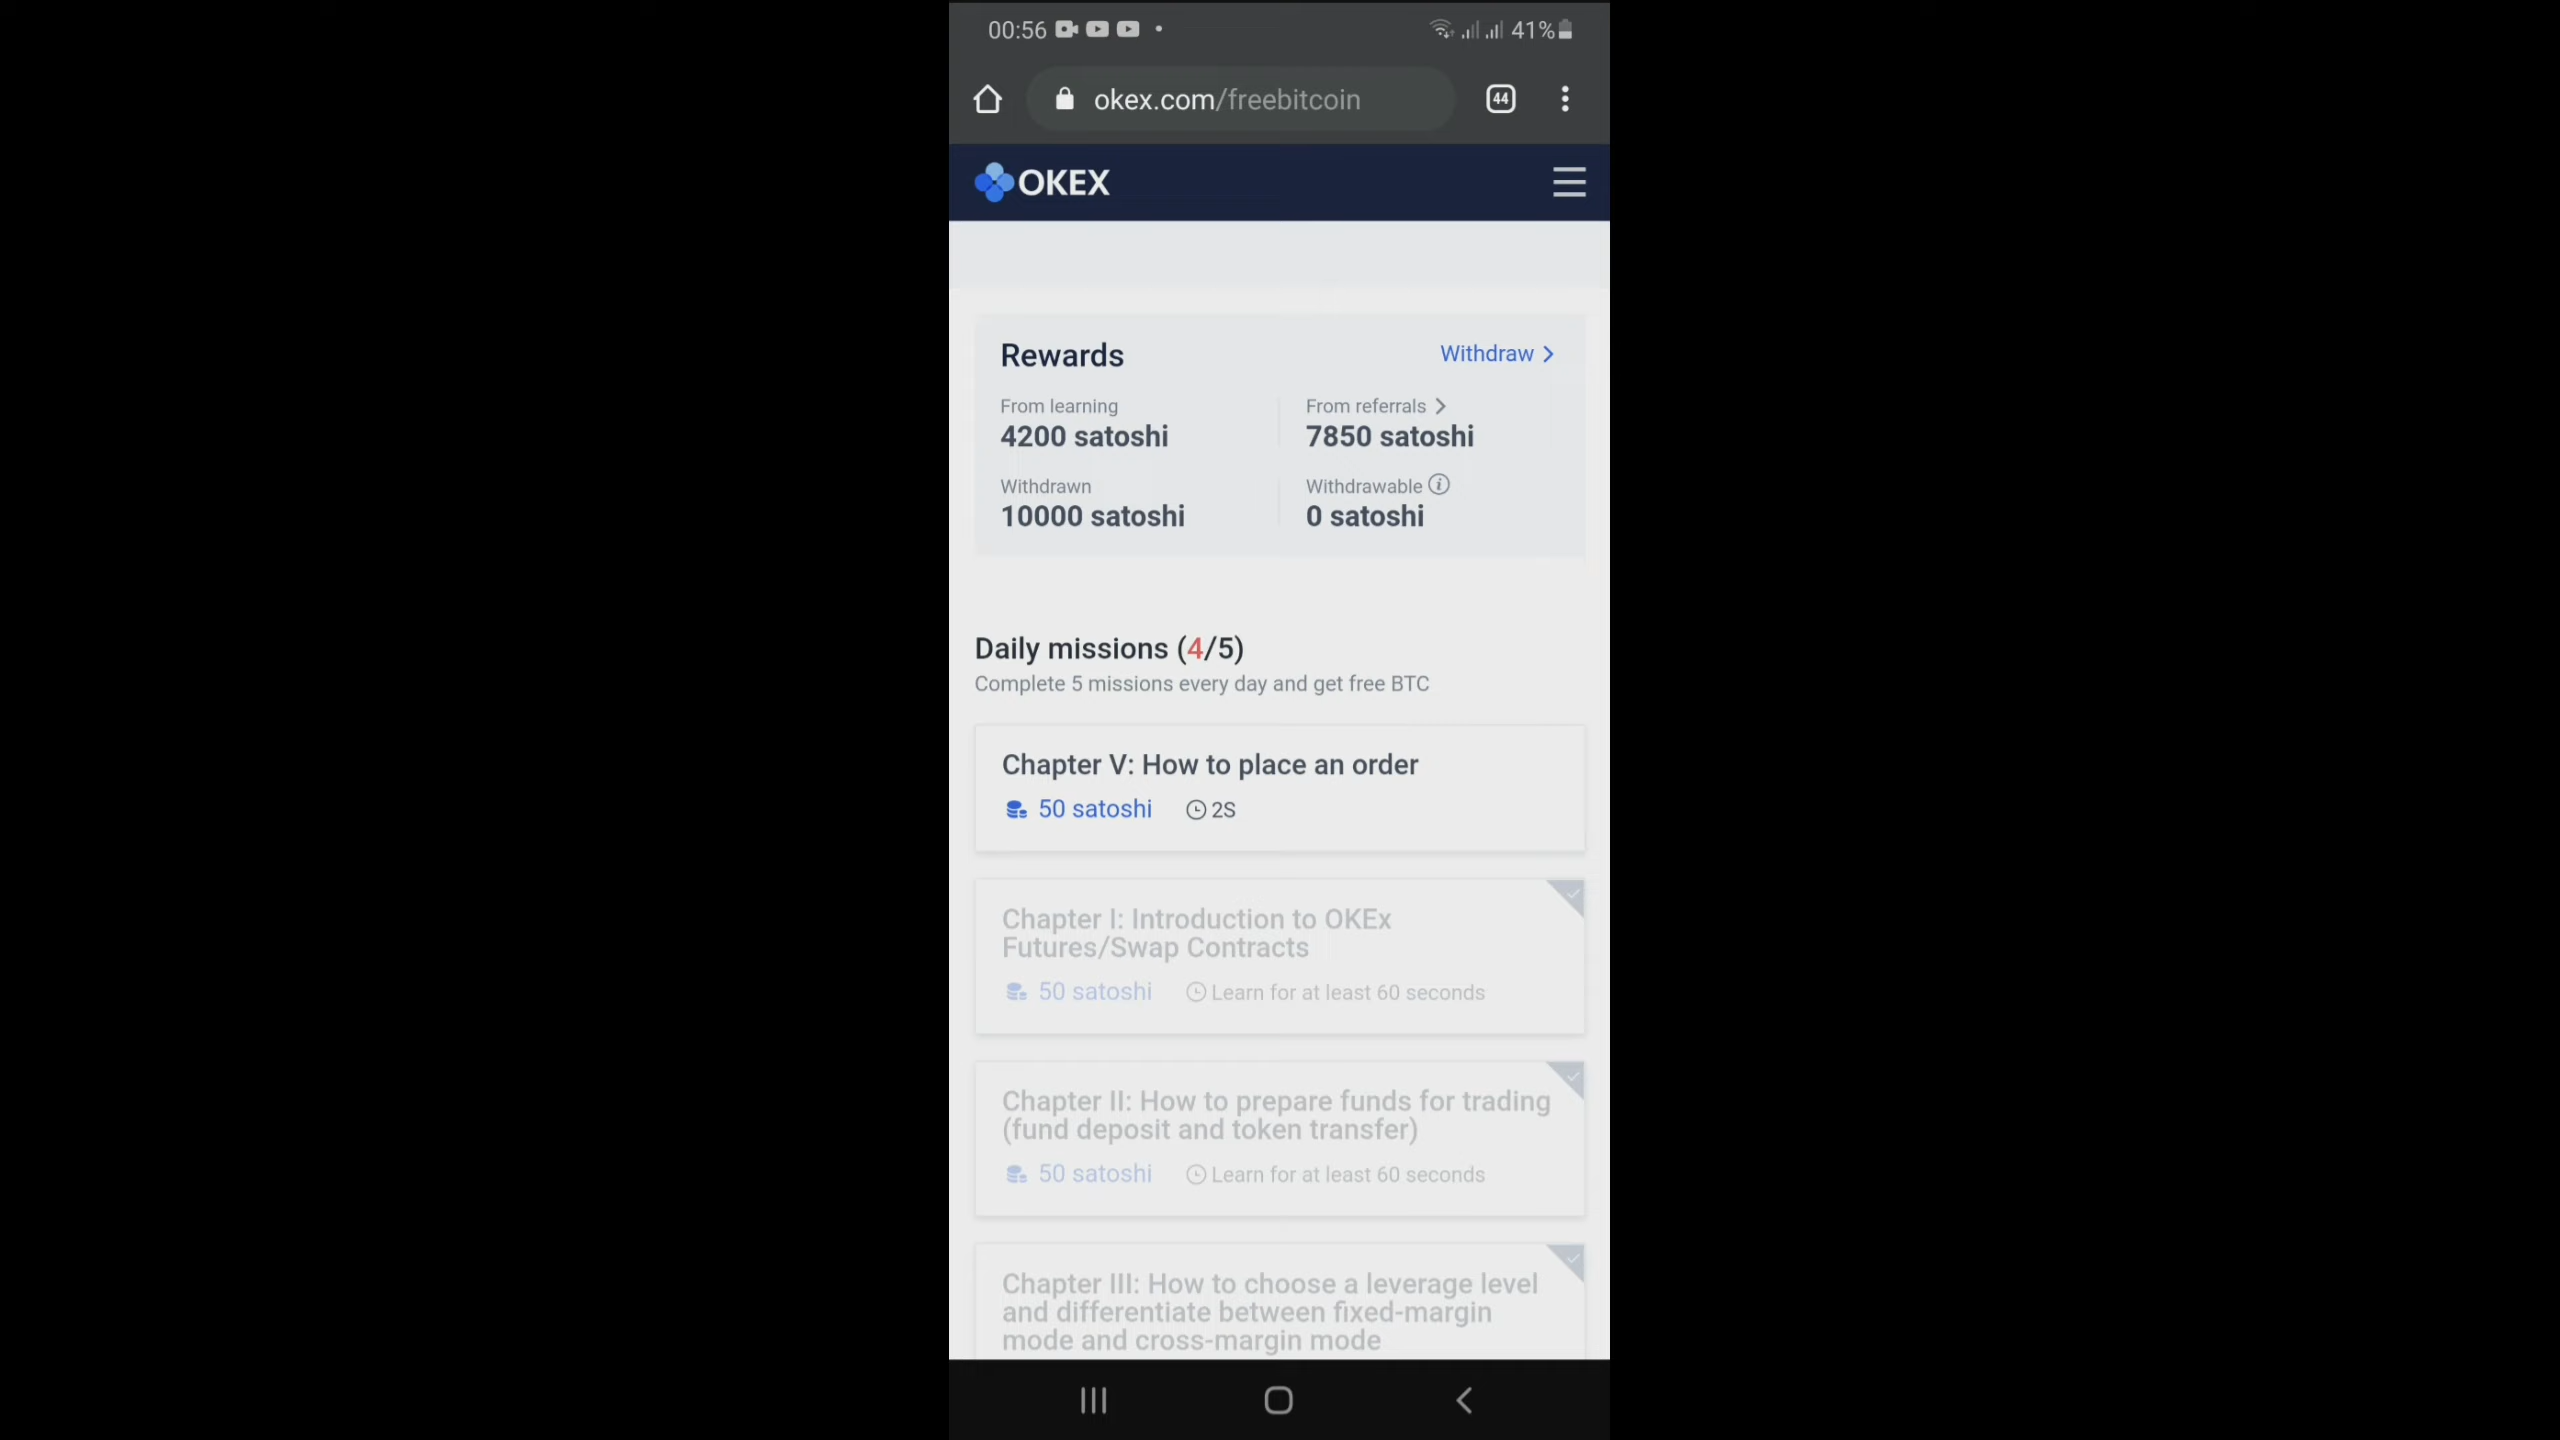 00:56
41%
okex.com/freebitcoin
44
OKEX
Rewards
Withdraw
From learning
From referrals
4200 satoshi
7850 satoshi
Withdrawn
Withdrawable
10000 satoshi
0 satoshi
Daily missions (4/5)
Complete 5 missions every day and get free BTC
Chapter V: How to place an order
50 satoshi
2S
Chapter I: Introduction to OKEx
Futures/Swap Contracts
50 satoshi
Learn for at least 60 seconds
Chapter II: How to prepare funds for trading
(fund deposit and token transfer)
50 satoshi
Learn for at least 60 seconds
Chapter III: How to choose a leverage level
and differentiate between fixed-margin
mode and cross-margin mode